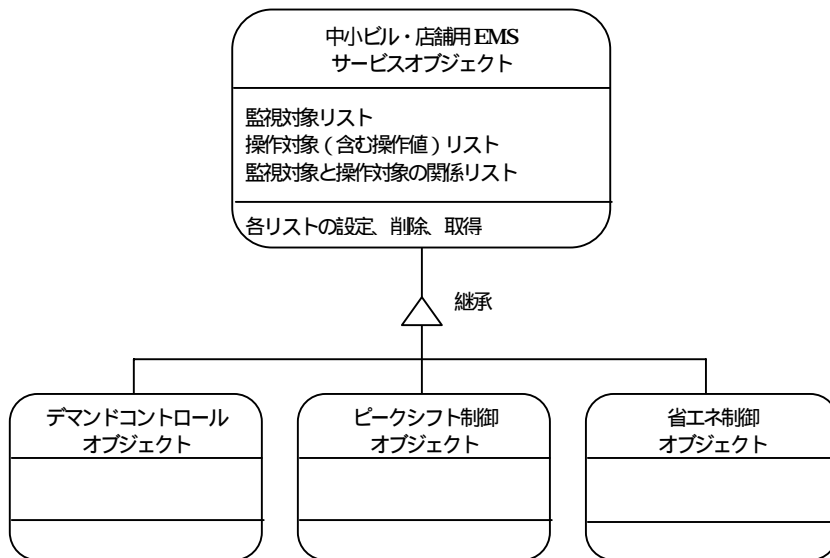 中小ビル・店舗用 EMS
サービスオブジェクト
監視対象リスト
操作対象（含む操作値）リスト
監視対象と操作対象の関係リスト
各リストの設定、削除、取得
継承
デマンドコントロール
オブジェクト
ピークシフト制御
オブジェクト
省エネ制御
オブジェクト